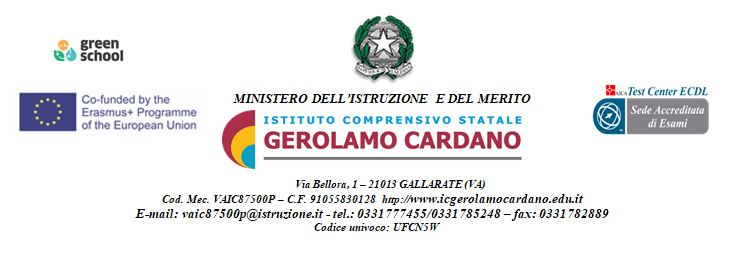 green
school
Co-funded by the
Erasmus+ Programme
of the European Union
MINISTERO DELL'ISTRUZIONE E DEL MERITO
ISTITUTO COMPRENSIVO STATALE
GEROLAMO CARDANO
AICA Test Center ECDL
Sede Accreditata
di Esami
Via Bellora, 1 – 21013 GALLARATE (VA)
Cod. Mec. VAIC87500P – C.F. 91055830128 http://www.icgerolamocardano.edu.it
E-mail: vaic87500p@istruzione.it - tel.: 0331777455/0331785248 – fax: 0331782889
Codice univoco: UFCN5W